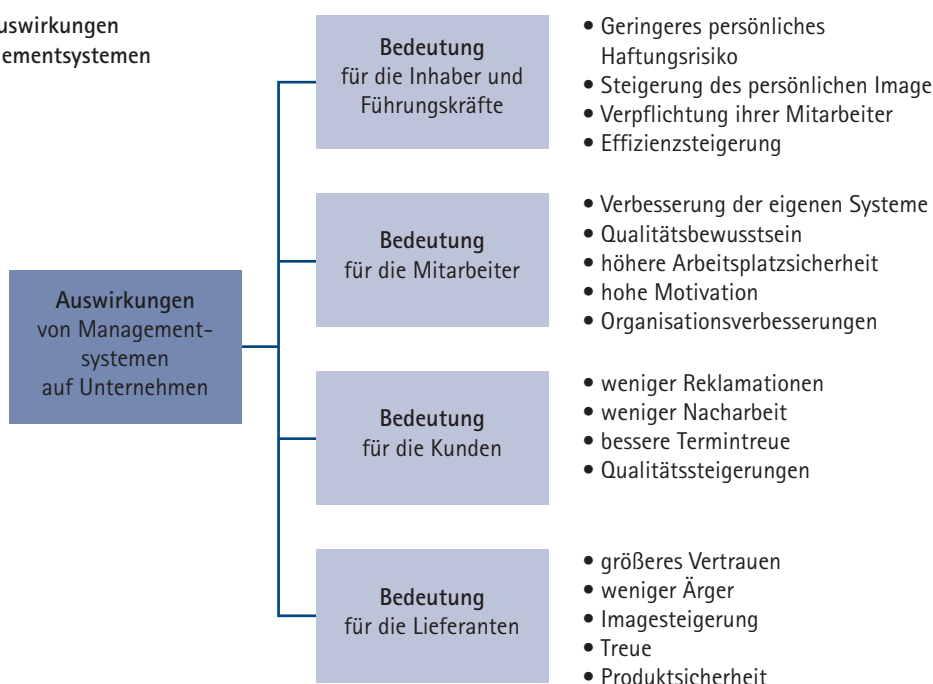 uswirkungen
ementsystemen
Auswirkungen
von Management-
systemen
auf Unternehmen
Bedeutung
für die Inhaber und
Führungskräfte
• Geringeres persönliches
Haftungsrisiko
• Steigerung des persönlichen Image
• Verpflichtung ihrer Mitarbeiter
• Effizienzsteigerung
Bedeutung
für die Mitarbeiter
• Verbesserung der eigenen Systeme
• Qualitätsbewusstsein
• höhere Arbeitsplatzsicherheit
• hohe Motivation
• Organisationsverbesserungen
Bedeutung
für die Kunden
• weniger Reklamationen
• weniger Nacharbeit
• bessere Termintreue
• Qualitätssteigerungen
Bedeutung
für die Lieferanten
• größeres Vertrauen
• weniger Ärger
• Imagesteigerung
• Treue
• Produktsicherheit